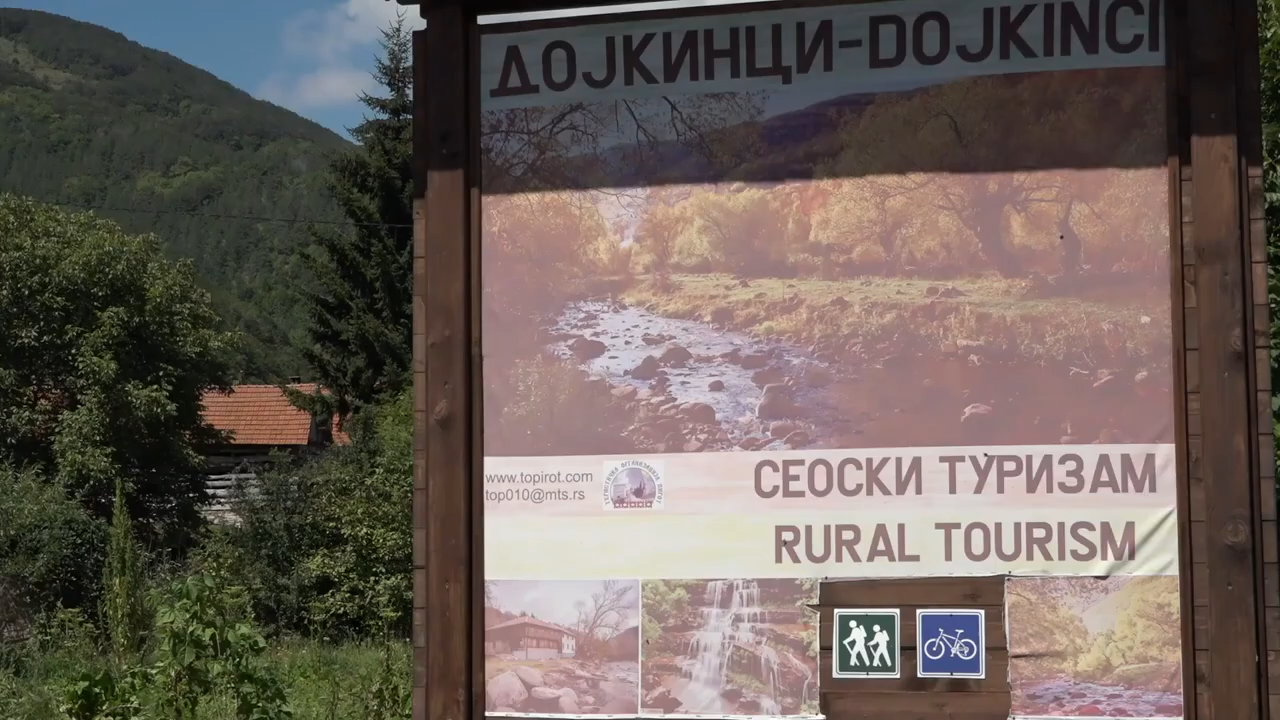 ДОЈКИНЦИ-DOJKINCI
www.topirot.com
top010@mts.rs
СЕОСКИ ТУРИЗАМ
RURAL TOURISM